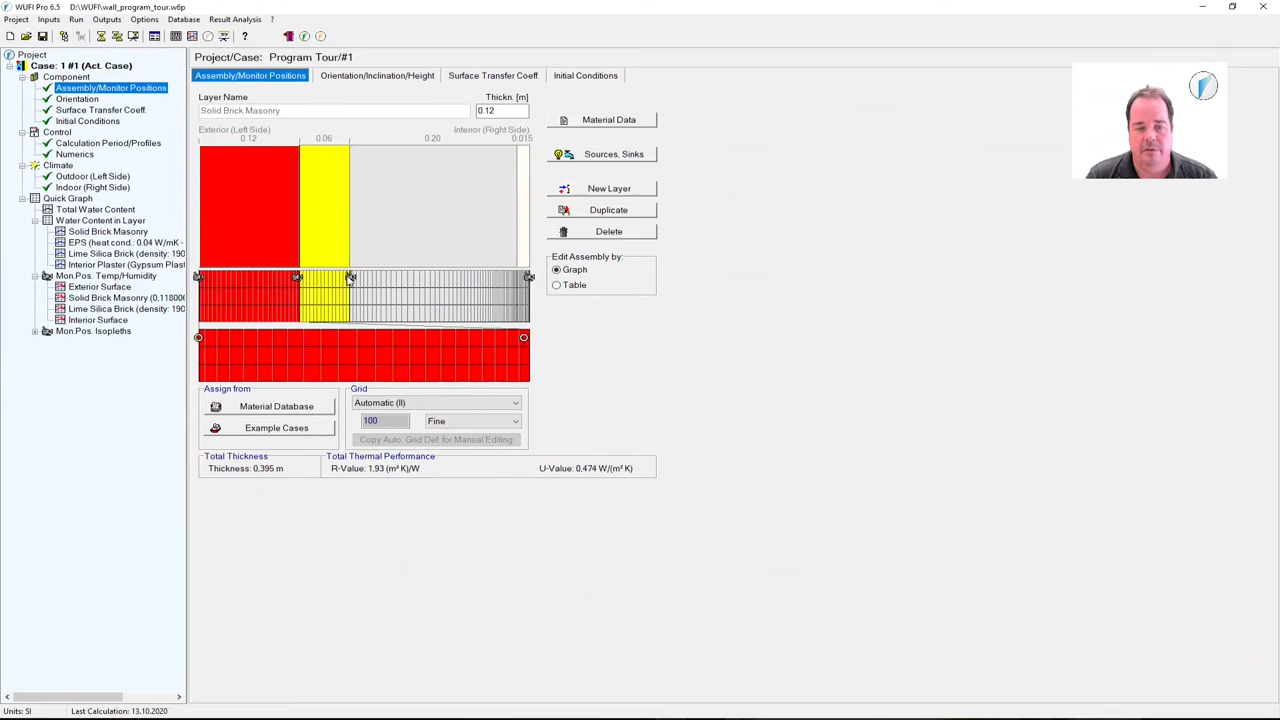 WUFI Pro 6.5 D:\WUFI\wall_program_tour.w6p
Project Inputs Run Outputs Options Database Result Analysis ?
Project
Case: 1 #1 (Act. Case)
Component
Assembly/Monitor Positions
Orientation
Surface Transfer Coeff.
Initial Conditions
Control
Calculation Period/Profiles
Numerics
Climate
Outdoor (Left Side)
Indoor (Right Side)
Quick Graph
Total Water Content
Water Content in Layer
Solid Brick Masonry
EPS (heat cond.: 0.04 W/mK -
Lime Silica Brick (density: 190
Interior Plaster (Gypsum Plast
Mon.Pos. Temp/Humidity
Exterior Surface
Solid Brick Masonry (0,118006
Lime Silica Brick (density: 190
Interior Surface
Mon.Pos. Isopleths
Project/Case: Program Tour/#1
Assembly/Monitor Positions Orientation/Inclination/Height Surface Transfer Coeff. Initial Conditions
Layer Name Thickn. [m]
Solid Brick Masonry 0.12
Exterior (Left Side) Interior (Right Side)
0.12 0.06 0.20 0.015
Material Data
Sources, Sinks
New Layer
Duplicate
Delete
Edit Assembly by:
Graph
Table
Assign from
Material Database
Example Cases
Grid
Automatic (II)
100 Fine
Copy Auto. Grid Def. for Manual Editing
Total Thickness
Thickness: 0,395 m
Total Thermal Performance
R-Value: 1.93 (m² K)/W U-Value: 0,474 W/(m² K)
Units: SI Last Calculation: 13.10.2020